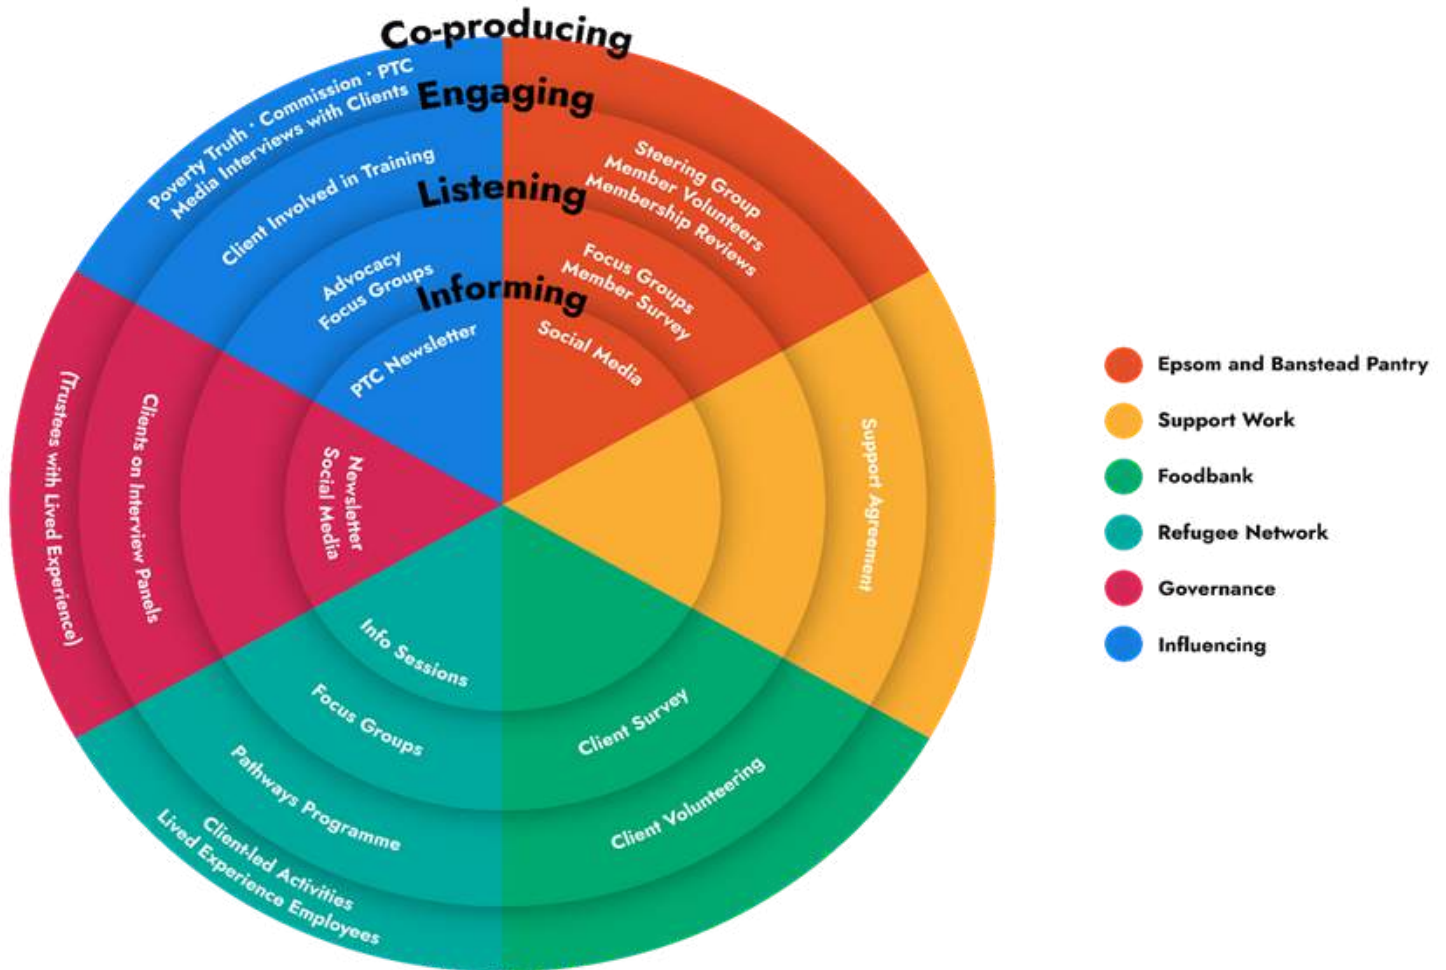 Co-producing
Engaging
Listening
Informing
Poverty Truth · Commission · PTC
Media Interviews with Clients
Client Involved in Training
Advocacy
Focus Groups
PTC Newsletter
Steering Group
Member Volunteers
Membership Reviews
Focus Groups
Member Survey
Social Media
Support Agreement
Client Survey
Client Volunteering
Info Sessions
Focus Groups
Pathways Programme
Client-led Activities
Lived Experience Employees
(Trustees with Lived Experience)
Clients on Interview Panels
Newsletter
Social Media
Epsom and Banstead Pantry
Support Work
Foodbank
Refugee Network
Governance
Influencing